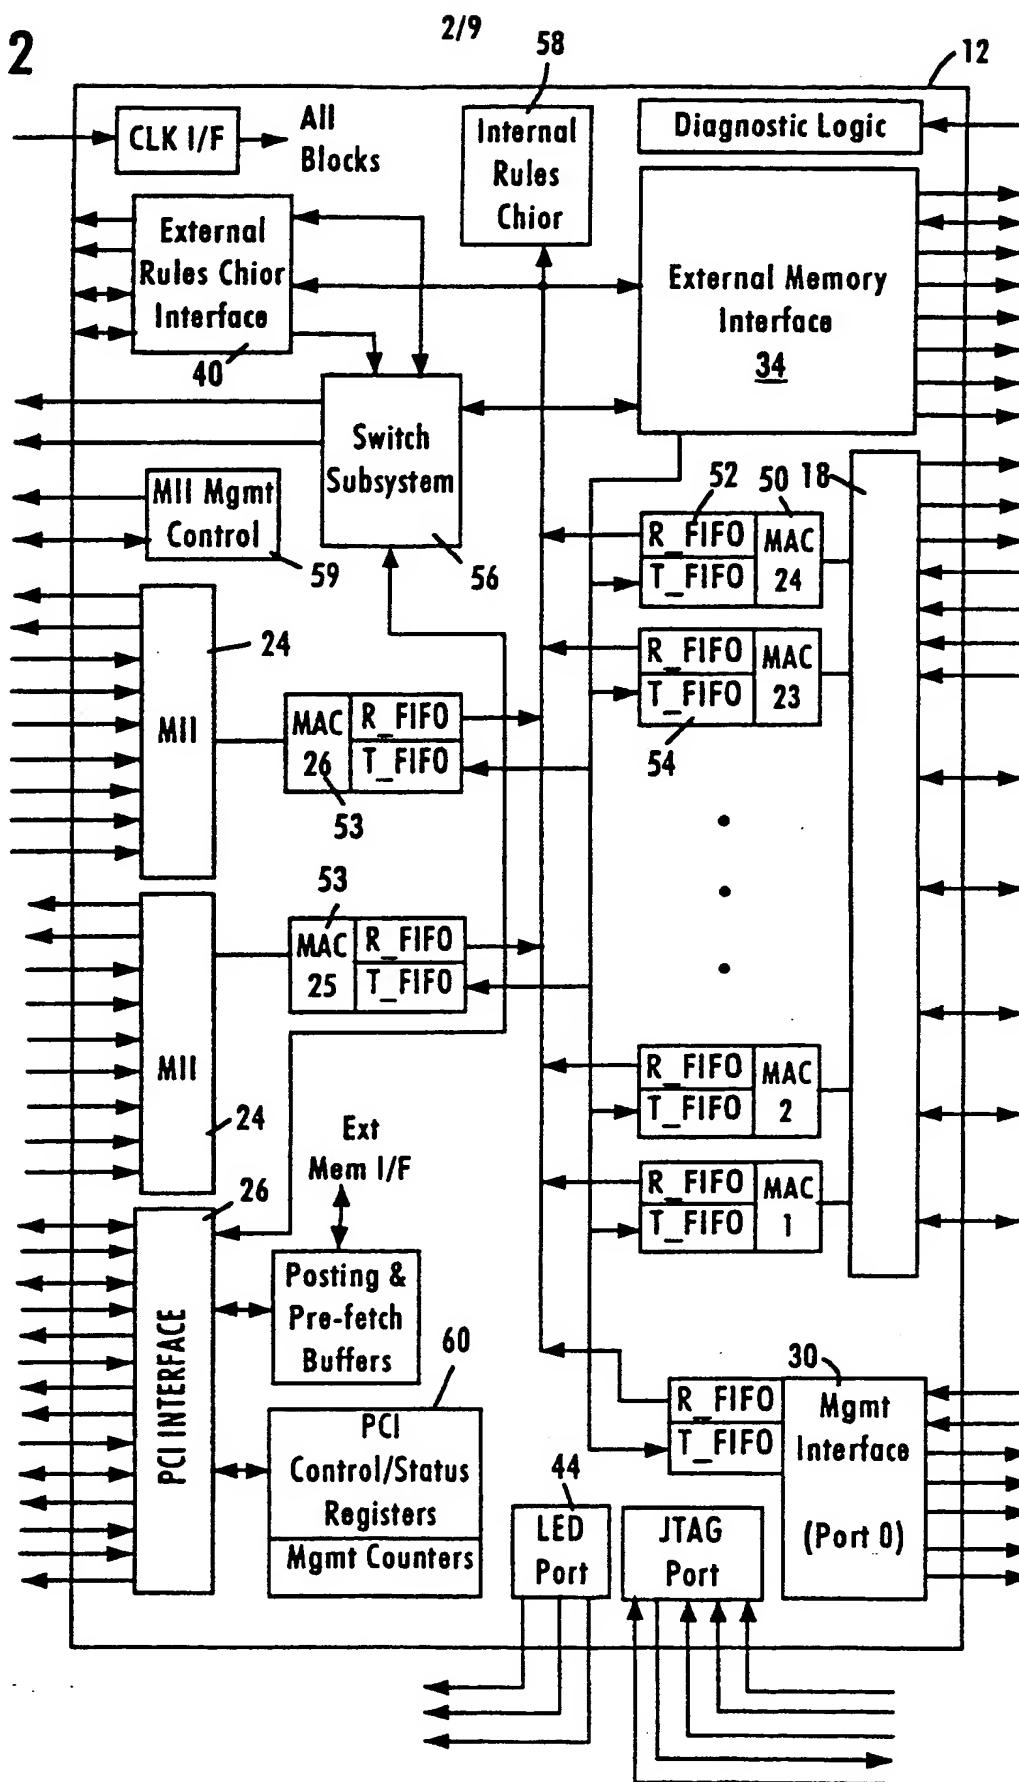 2/9
2
58
12
CLK I/F
All
Blocks
Internal
Rules
Chior
Diagnostic Logic
External
Rules Chior
Interface
40
External Memory
Interface
34
Switch
Subsystem
56
MII Mgmt
Control
59
52
50
18
R_FIFO
T_FIFO
MAC
24
R_FIFO
T_FIFO
MAC
23
54
24
MII
MAC
26
R_FIFO
T_FIFO
53
53
MAC
25
R_FIFO
T_FIFO
MII
24
R_FIFO
T_FIFO
MAC
2
R_FIFO
T_FIFO
MAC
1
26
PCI INTERFACE
Ext
Mem I/F
Posting &
Pre-fetch
Buffers
60
PCI
Control/Status
Registers
Mgmt Counters
30
R_FIFO
T_FIFO
Mgmt
Interface
(Port 0)
44
LED
Port
JTAG
Port